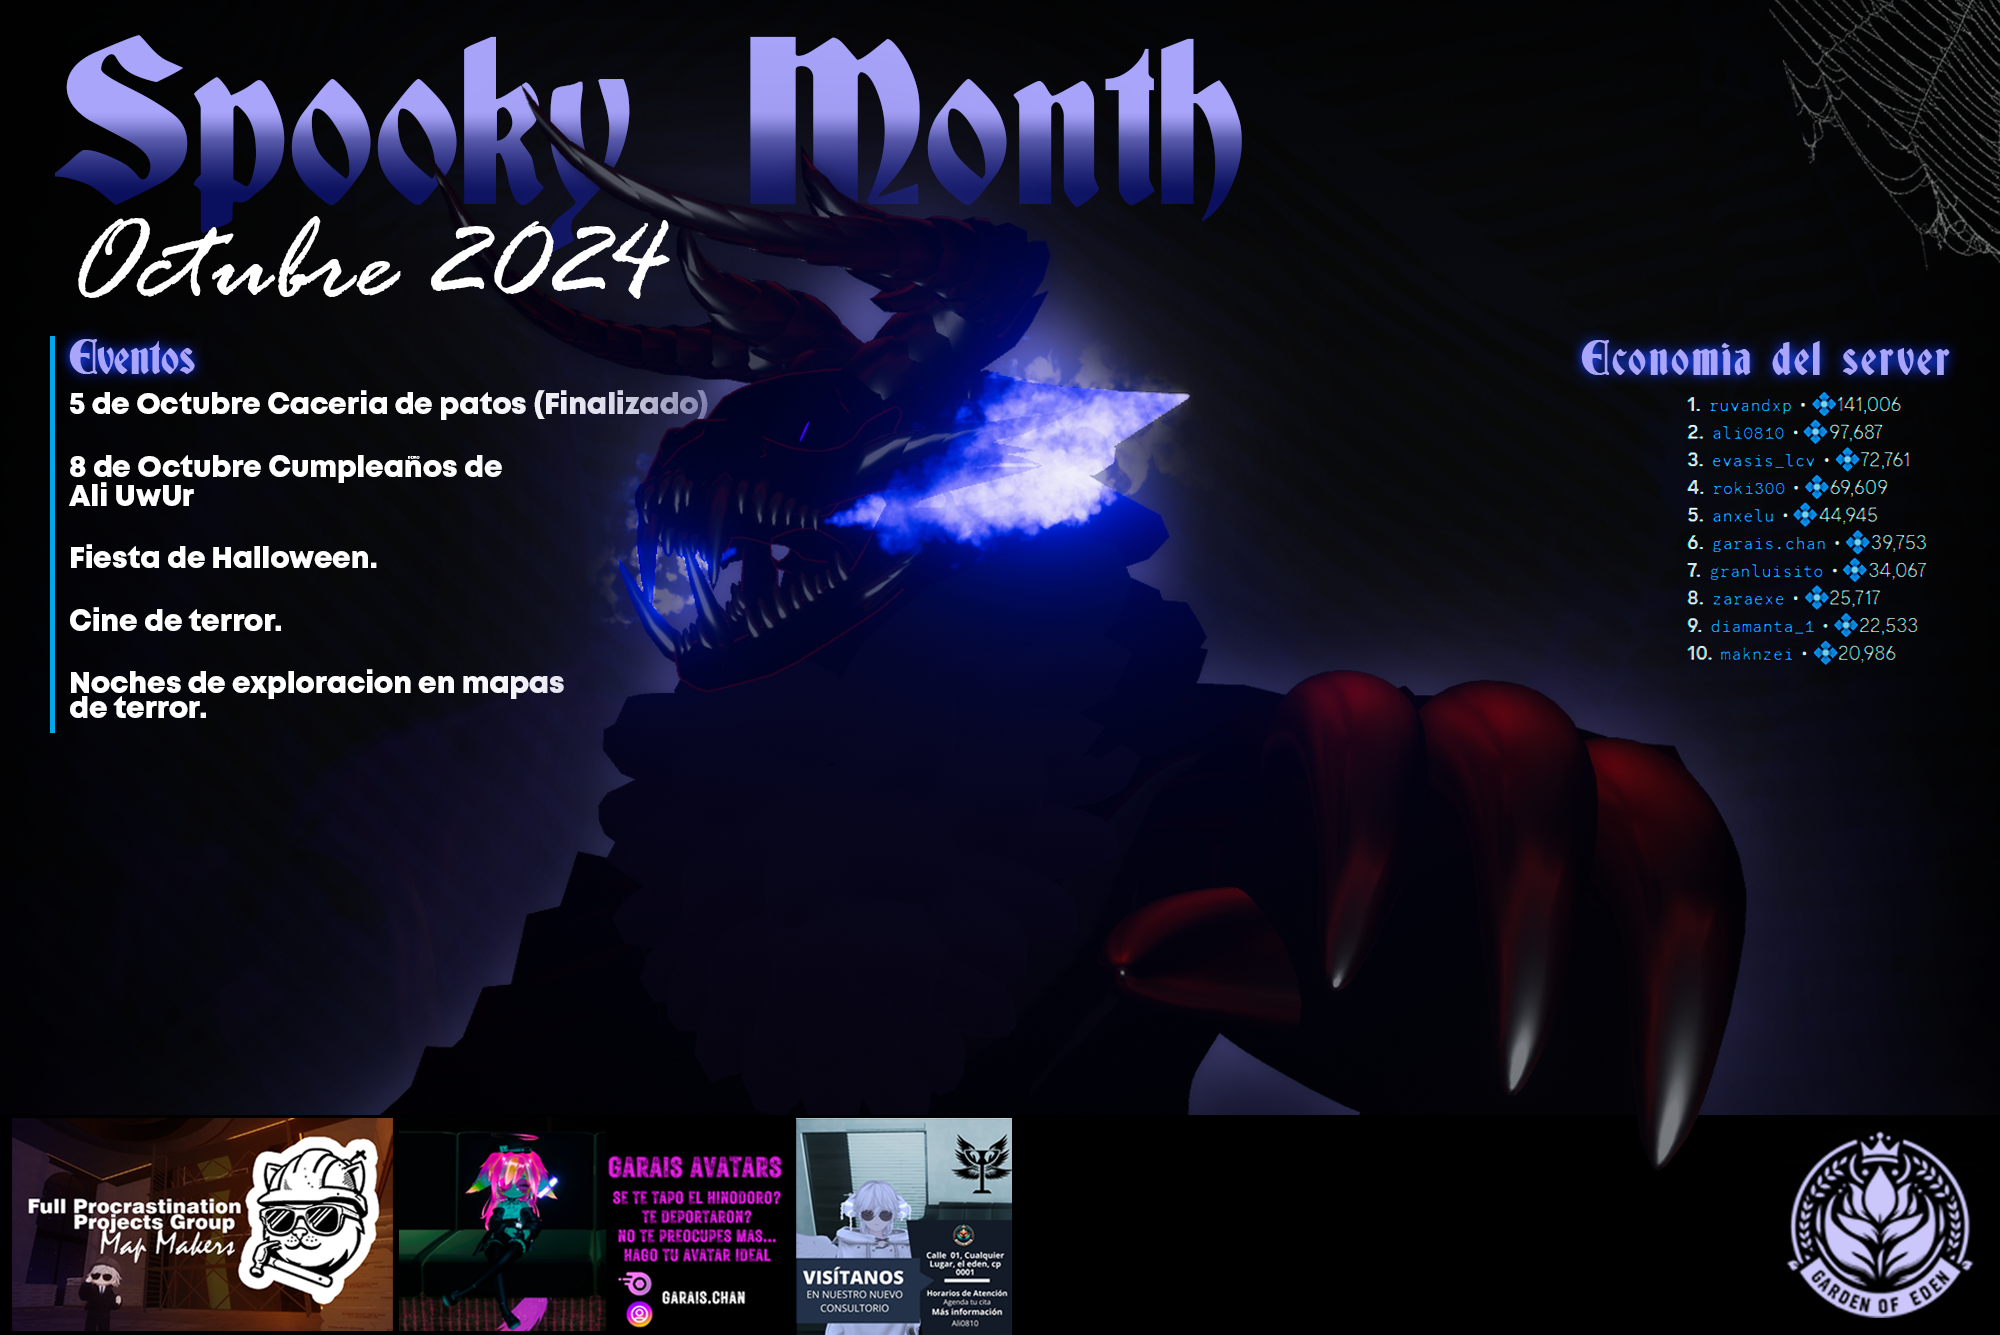 Spooky Month
Octubre 2024
Eventos
5 de Octubre Caceria de patos (Finalizado)
8 de Octubre Cumpleaños de
Ali UwUr
Fiesta de Halloween.
Cine de terror.
Noches de exploracion en mapas
de terror.
Economia del server
1. ruvandxp • 141,006
2. ali0810 • 97,687
3. evasis_lcv • 72,761
4. roki300 • 69,609
5. anxelu • 44,945
6. garais.chan • 39,753
7. granluisito • 34,067
8. zaraexe • 25,717
9. diamanta_1 • 22,533
10. maknzei • 20,986
Full Procrastination
Projects Group
Map Makers
GARAIS AVATARS
SE TE TAPO EL HINODORO?
TE DEPORTARON?
NO TE PREOCUPES MAS...
HAGO TU AVATAR IDEAL
GARAIS.CHAN
VISÍTANOS
EN NUESTRO NUEVO
CONSULTORIO
Calle 01, Cualquier
Lugar, el eden, cp
0001
Horarios de Atención
Agenda tu cita
Más información
Ali0810
GARDEN OF EDEN